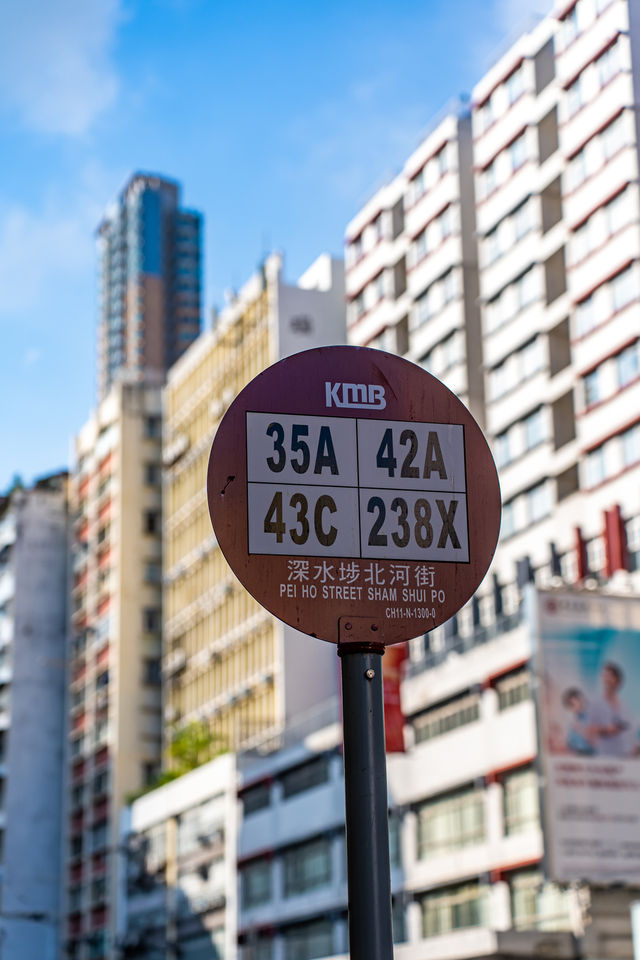 KMB
35A 42A
43C 238X
深水埗北河街
PEI HO STREET SHAM SHUI PO
CH11-N-1300-0